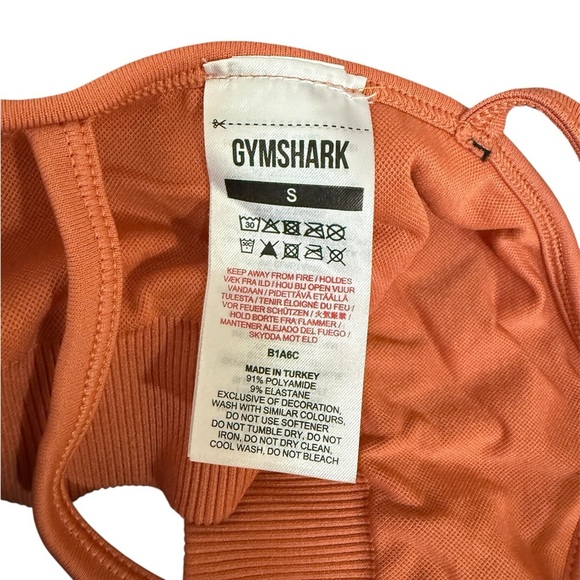 GYMSHARK
S
30
KEEP AWAY FROM FIRE / HOLDES
VÆK FRA ILD / HOU BIJ OPEN VUUR
VANDAAN / PIDETTÄVÄ ETÄÄLLÄ
TULESTA / TENIR ÉLOIGNÉ DU FEU /
VOR FEUER SCHÜTZEN / 火気厳禁 /
HOLD BORTE FRA FLAMMER /
MANTENER ALEJADO DEL FUEGO /
SKYDDA MOT ELD
B1A6C
MADE IN TURKEY
91% POLYAMIDE
9% ELASTANE
EXCLUSIVE OF DECORATION,
WASH WITH SIMILAR COLOURS,
DO NOT USE SOFTENER
DO NOT TUMBLE DRY, DO NOT
IRON, DO NOT DRY CLEAN,
COOL WASH, DO NOT BLEACH